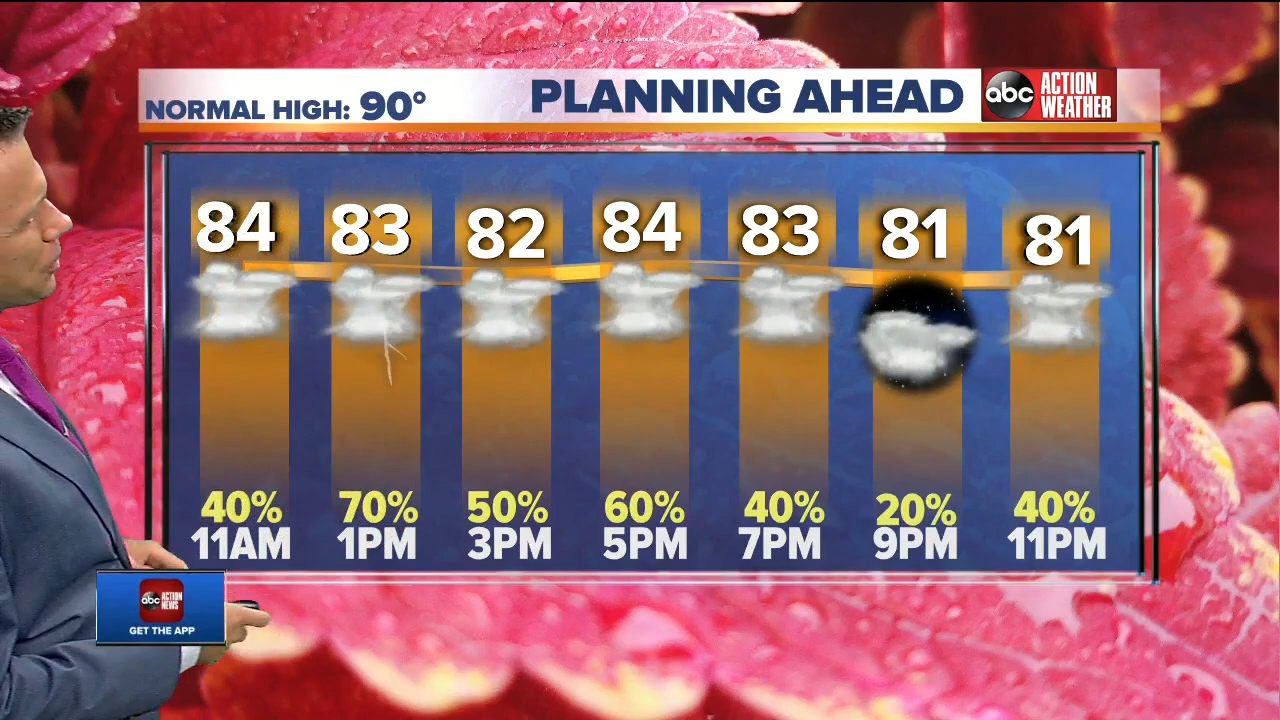 NORMAL HIGH: 90°
PLANNING AHEAD
abc ACTION
WEATHER
84 83 82 84 83 81 81
40% 70% 50% 60% 40% 20% 40%
11AM 1PM 3PM 5PM 7PM 9PM 11PM
abc ACTION
NEWS
GET THE APP